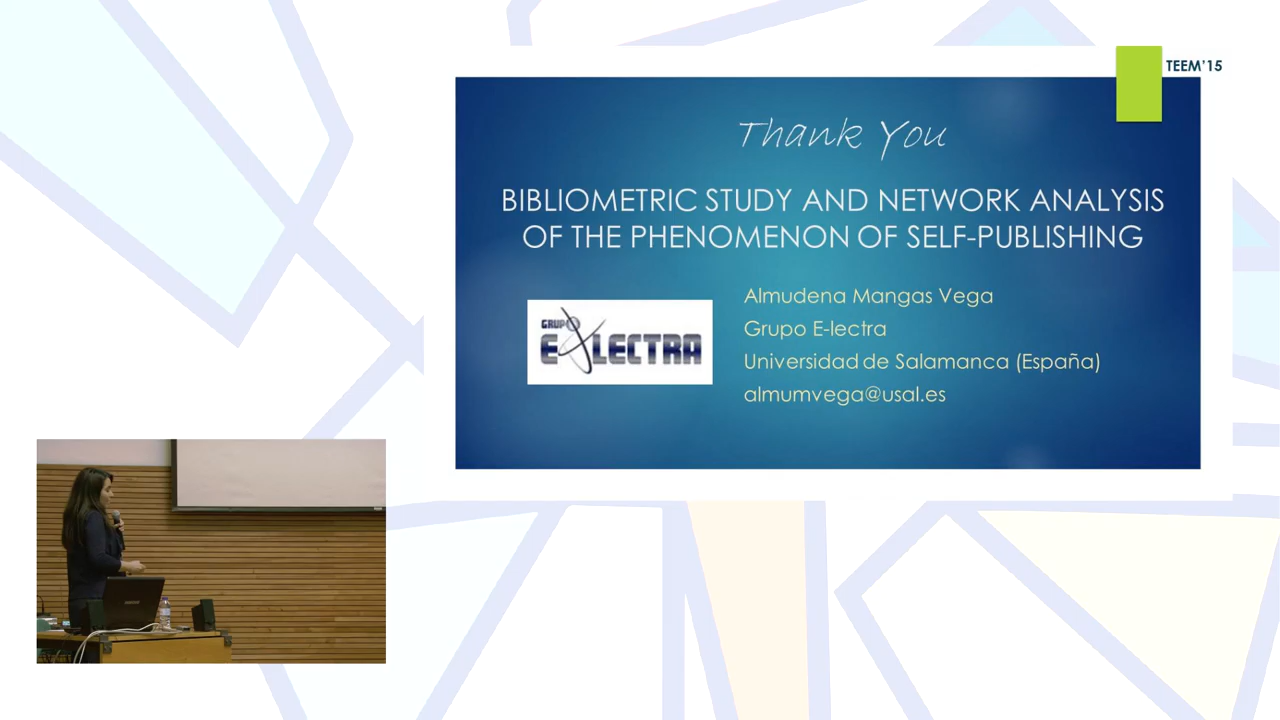 TEEM'15
Thank You
BIBLIOMETRIC STUDY AND NETWORK ANALYSIS
OF THE PHENOMENON OF SELF-PUBLISHING
GRUPO
E-LECTRA
Almudena Mangas Vega
Grupo E-lectra
Universidad de Salamanca (España)
almumvega@usal.es